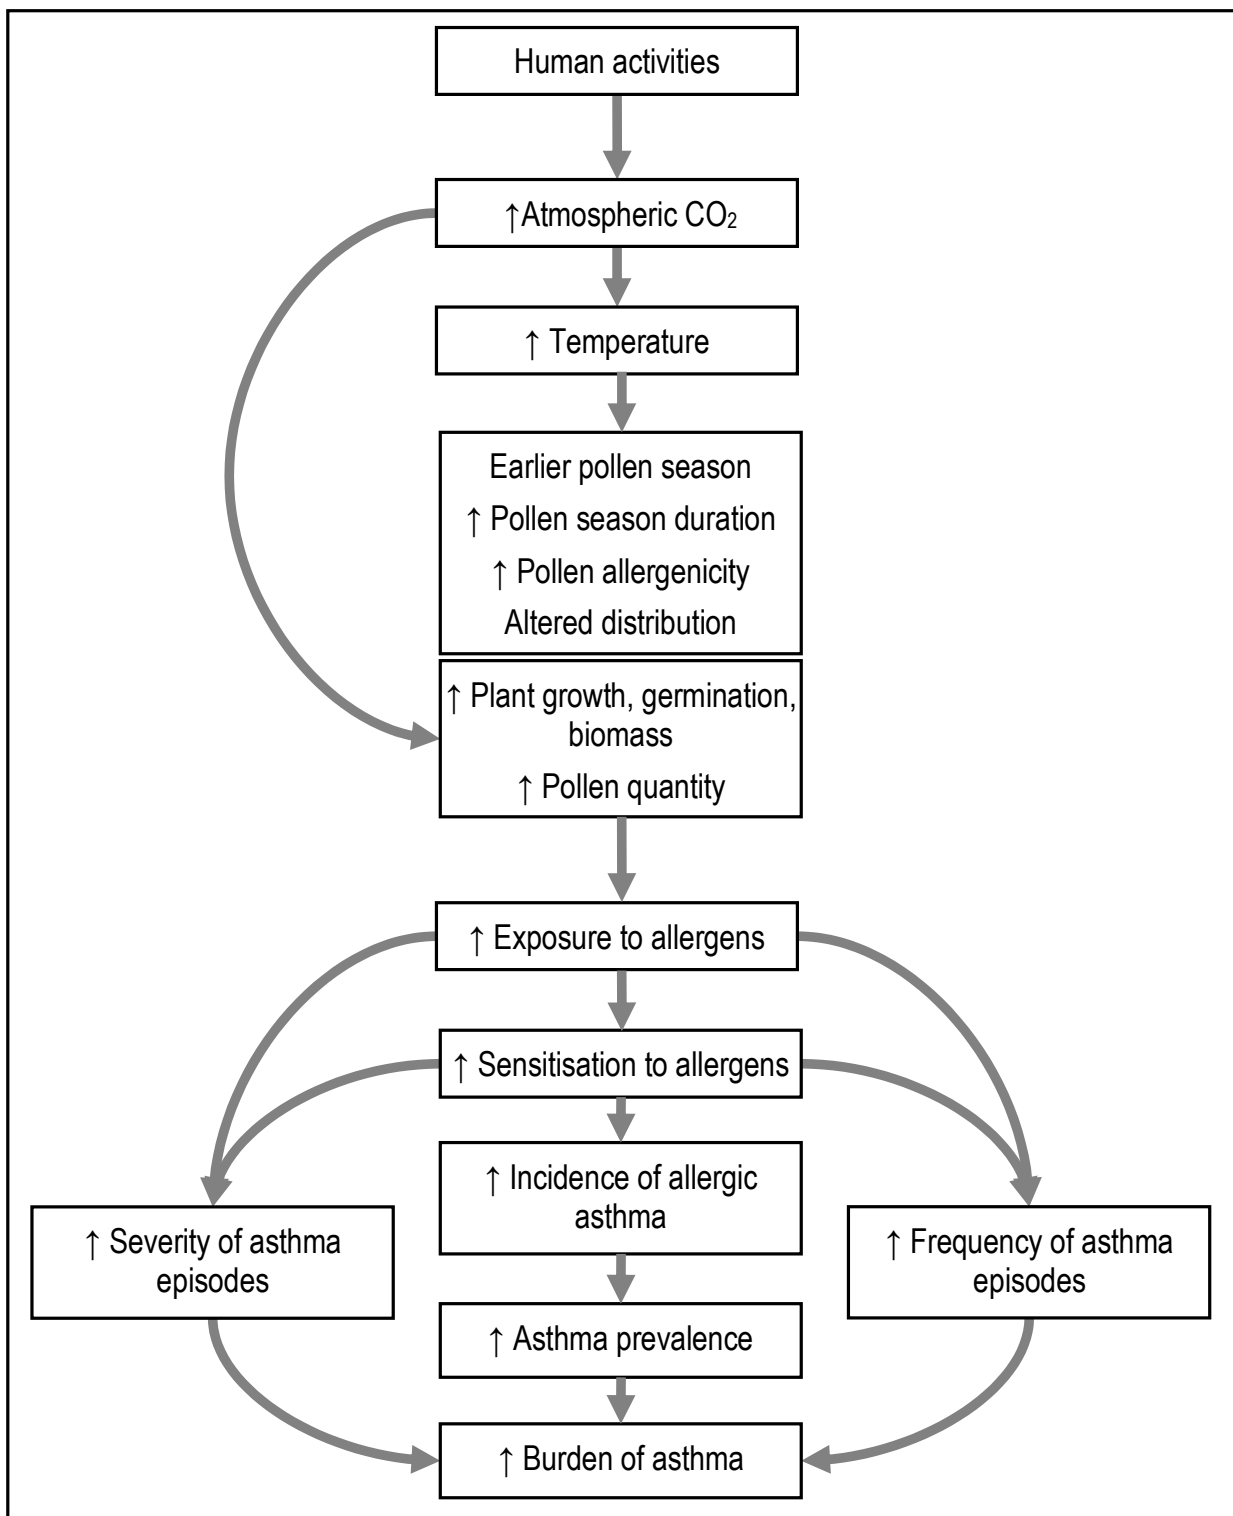 Human activities
↑Atmospheric CO₂
↑ Temperature
Earlier pollen season
↑ Pollen season duration
↑ Pollen allergenicity
Altered distribution
↑ Plant growth, germination,
biomass
↑ Pollen quantity
↑ Exposure to allergens
↑ Sensitisation to allergens
↑ Incidence of allergic
asthma
↑ Severity of asthma
episodes
↑ Frequency of asthma
episodes
↑ Asthma prevalence
↑ Burden of asthma